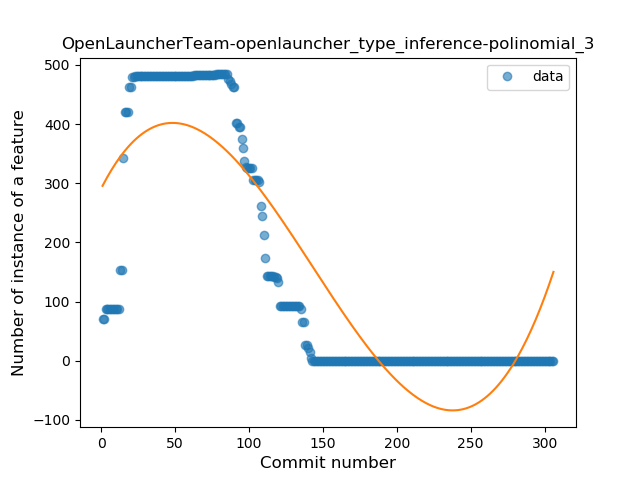 OpenLauncherTeam-openlauncher_type_inference-polinomial_3
data
Number of instance of a feature
500
400
300
200
100
0
−100
0 50 100 150 200 250 300
Commit number